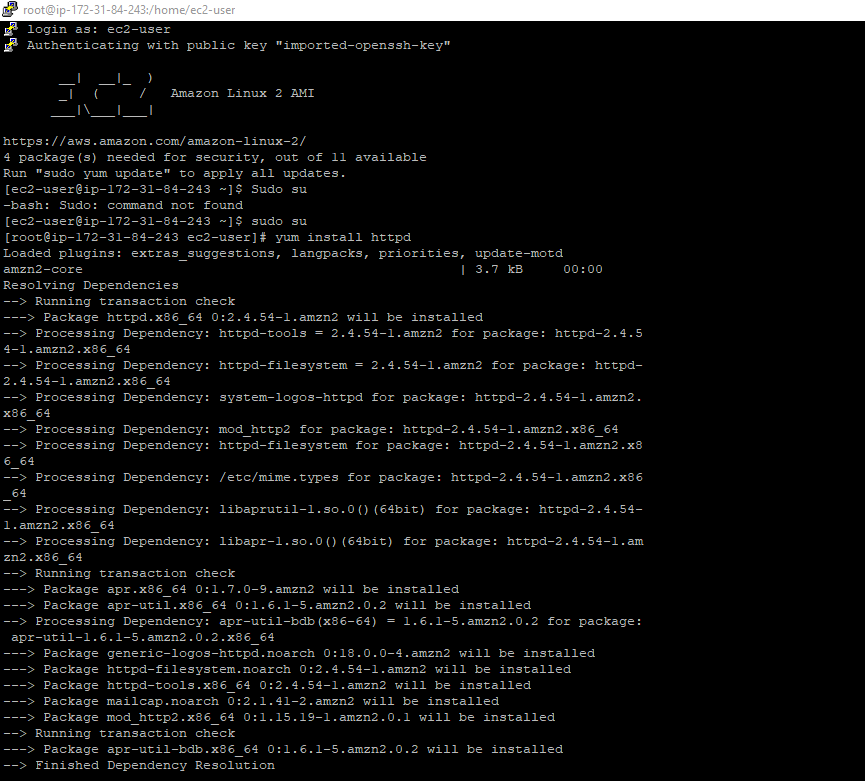 root@ip-172-31-84-243:/home/ec2-user
login as: ec2-user
Authenticating with public key "imported-openssh-key"
       __|  __|_  )
       _|  (     /   Amazon Linux 2 AMI
      ___|\___|___|
https://aws.amazon.com/amazon-linux-2/
4 package(s) needed for security, out of 11 available
Run "sudo yum update" to apply all updates.
[ec2-user@ip-172-31-84-243 ~]$ Sudo su
-bash: Sudo: command not found
[ec2-user@ip-172-31-84-243 ~]$ sudo su
[root@ip-172-31-84-243 ec2-user]# yum install httpd
Loaded plugins: extras_suggestions, langpacks, priorities, update-motd
amzn2-core                                               | 3.7 kB     00:00
Resolving Dependencies
--> Running transaction check
---> Package httpd.x86_64 0:2.4.54-1.amzn2 will be installed
--> Processing Dependency: httpd-tools = 2.4.54-1.amzn2 for package: httpd-2.4.5
4-1.amzn2.x86_64
--> Processing Dependency: httpd-filesystem = 2.4.54-1.amzn2 for package: httpd-
2.4.54-1.amzn2.x86_64
--> Processing Dependency: system-logos-httpd for package: httpd-2.4.54-1.amzn2.
x86_64
--> Processing Dependency: mod_http2 for package: httpd-2.4.54-1.amzn2.x86_64
--> Processing Dependency: httpd-filesystem for package: httpd-2.4.54-1.amzn2.x8
6_64
--> Processing Dependency: /etc/mime.types for package: httpd-2.4.54-1.amzn2.x86
_64
--> Processing Dependency: libaprutil-1.so.0()(64bit) for package: httpd-2.4.54-
1.amzn2.x86_64
--> Processing Dependency: libapr-1.so.0()(64bit) for package: httpd-2.4.54-1.am
zn2.x86_64
--> Running transaction check
---> Package apr.x86_64 0:1.7.0-9.amzn2 will be installed
---> Package apr-util.x86_64 0:1.6.1-5.amzn2.0.2 will be installed
--> Processing Dependency: apr-util-bdb(x86-64) = 1.6.1-5.amzn2.0.2 for package:
 apr-util-1.6.1-5.amzn2.0.2.x86_64
---> Package generic-logos-httpd.noarch 0:18.0.0-4.amzn2 will be installed
---> Package httpd-filesystem.noarch 0:2.4.54-1.amzn2 will be installed
---> Package httpd-tools.x86_64 0:2.4.54-1.amzn2 will be installed
---> Package mailcap.noarch 0:2.1.41-2.amzn2 will be installed
---> Package mod_http2.x86_64 0:1.15.19-1.amzn2.0.1 will be installed
--> Running transaction check
---> Package apr-util-bdb.x86_64 0:1.6.1-5.amzn2.0.2 will be installed
--> Finished Dependency Resolution